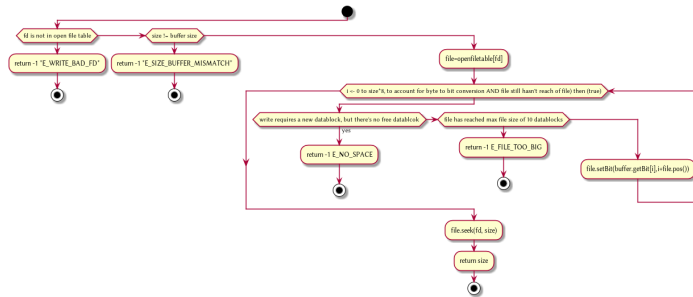 fd is not in open file table
size != buffer size
return -1 "E_WRITE_BAD_FD"
return -1 "E_SIZE_BUFFER_MISMATCH"
file=openfiletable[fd]
i <- 0 to size*8, to account for byte to bit conversion AND file still hasn't reach of file) then (true)
write requires a new datablock, but there's no free datablcok
file has reached max file size of 10 datablocks
yes
return -1 E_NO_SPACE
return -1 E_FILE_TOO_BIG
file.setBit(buffer.getBit[i],i+file.pos())
file.seek(fd, size)
return size